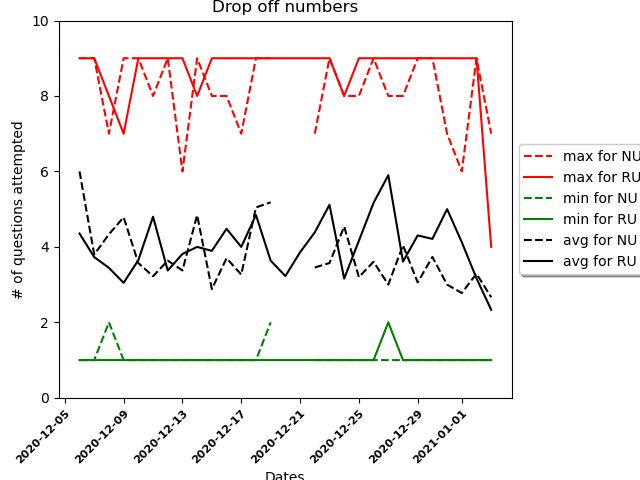 Drop off numbers
10
8
6
4
2
0
# of questions attempted
2020-12-05
2020-12-09
2020-12-13
2020-12-17
2020-12-21
2020-12-25
2020-12-29
2021-01-01
Dates
max for NU
max for RU
min for NU
min for RU
avg for NU
avg for RU